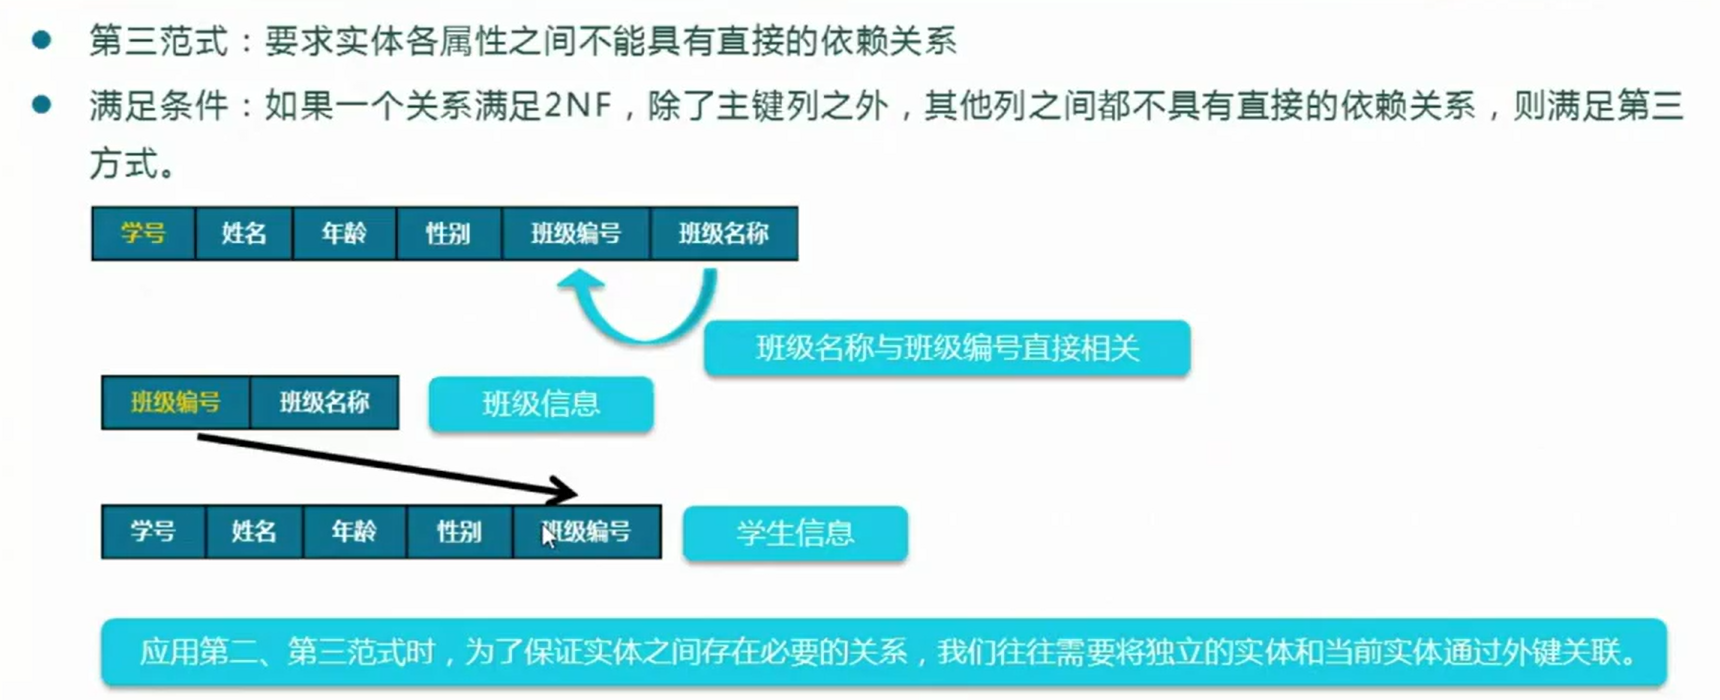 第三范式：要求实体各属性之间不能具有直接的依赖关系
满足条件：如果一个关系满足2NF，除了主键列之外，其他列之间都不具有直接的依赖关系，则满足第三
方式。
学号 姓名 年龄 性别 班级编号 班级名称
班级名称与班级编号直接相关
班级编号 班级名称 班级信息
学号 姓名 年龄 性别 班级编号 学生信息
应用第二、第三范式时，为了保证实体之间存在必要的关系，我们往往需要将独立的实体和当前实体通过外键关联。